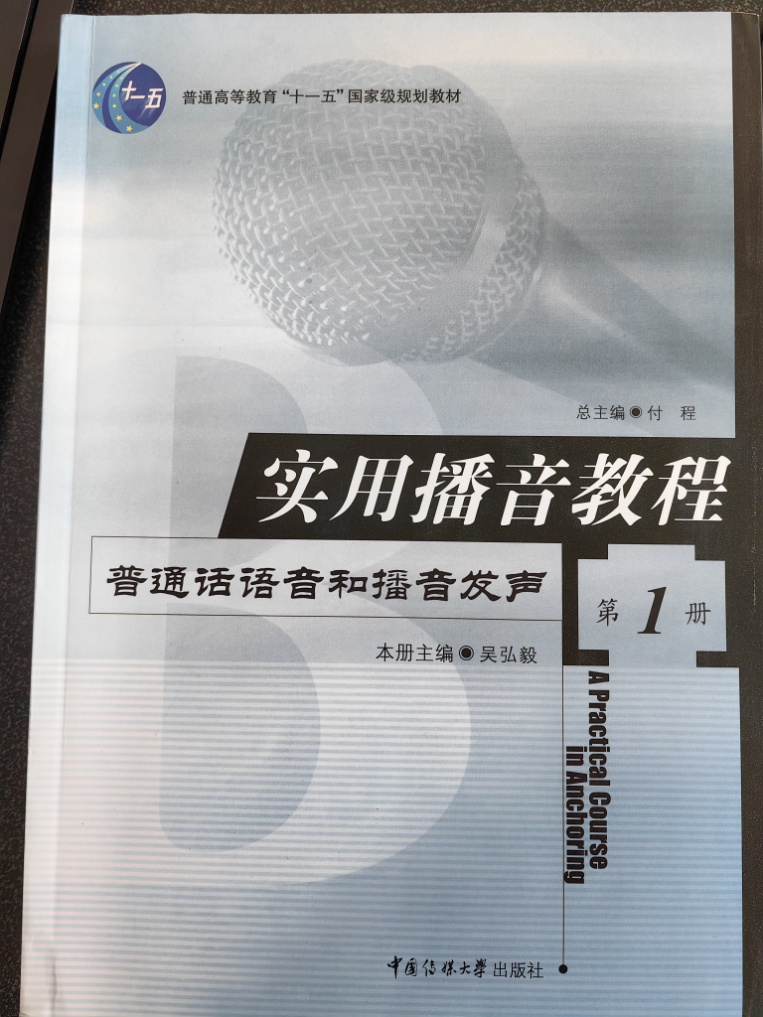 十一五
普通高等教育“十一五”国家级规划教材
总主编◉付 程
实用播音教程
普通话语音和播音发声
第1册
本册主编◉吴弘毅
A Practical Course
in Anchoring
中国传媒大学出版社